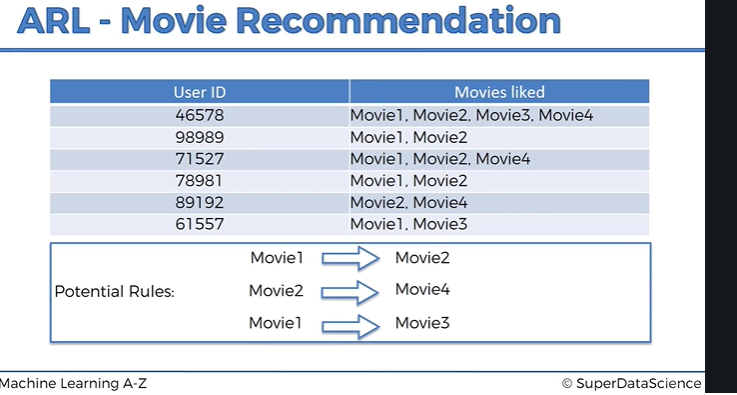 ARL - Movie Recommendation
User ID Movies liked
46578 Movie1, Movie2, Movie3, Movie4
98989 Movie1, Movie2
71527 Movie1, Movie2, Movie4
78981 Movie1, Movie2
89192 Movie2, Movie4
61557 Movie1, Movie3
Movie1 Movie2
Potential Rules: Movie2 Movie4
Movie1 Movie3
Machine Learning A-Z © SuperDataScience